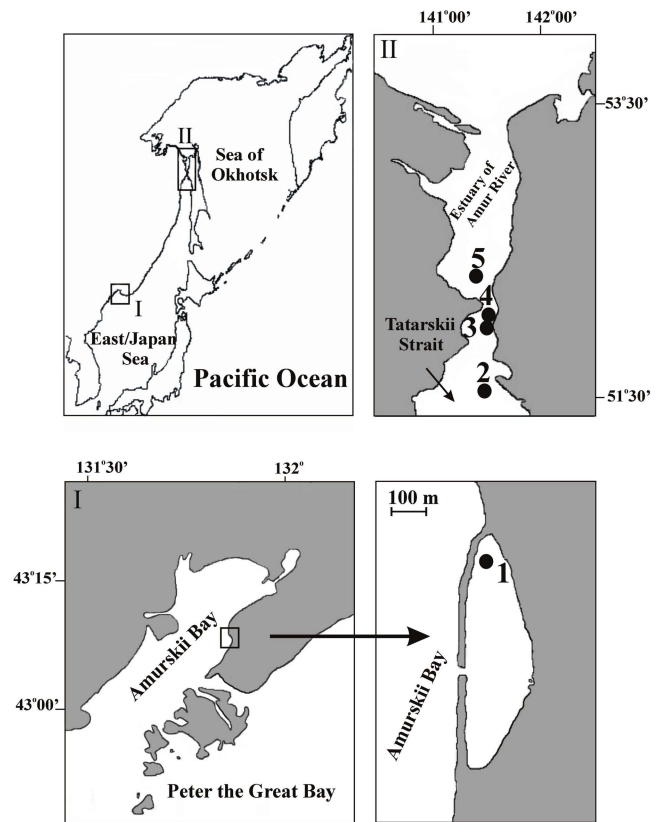 II
Sea of
Okhotsk
I
East/Japan
Sea
Pacific Ocean
141°00' 142°00'
II
53°30'
Estuary of
Amur River
5
4
3
Tatarskii
Strait
2
51°30'
131°30' 132°
I
43°15'
Amurskii Bay
43°00'
Peter the Great Bay
100 m
1
Amurskii Bay